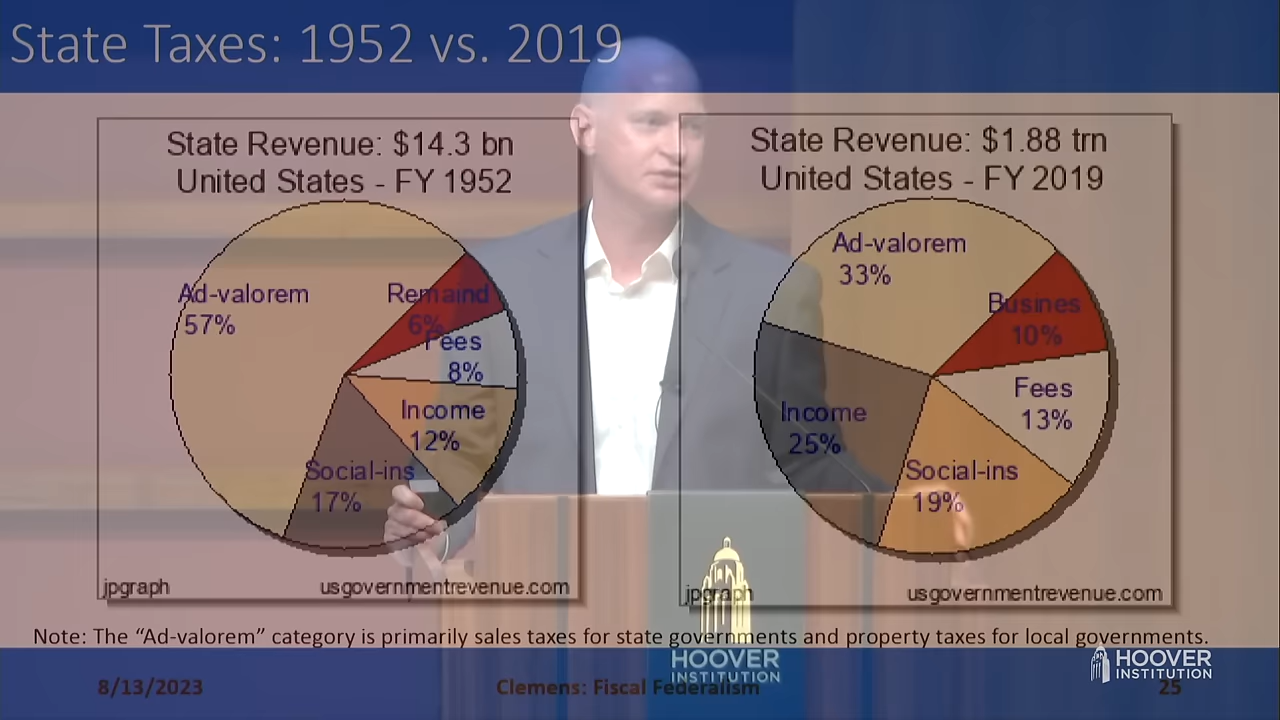 State Taxes: 1952 vs. 2019
State Revenue: $14.3 bn
United States - FY 1952
Ad-valorem
57%
Remaind
6%
Fees
8%
Income
12%
Social-ins
17%
jpgraph
usgovernmentrevenue.com
State Revenue: $1.88 trn
United States - FY 2019
Ad-valorem
33%
Busines
10%
Fees
13%
Income
25%
Social-ins
19%
jpgraph
usgovernmentrevenue.com
Note: The “Ad-valorem” category is primarily sales taxes for state governments and property taxes for local governments.
HOOVER
INSTITUTION
8/13/2023
Clemens: Fiscal Federalism
25
HOOVER
INSTITUTION